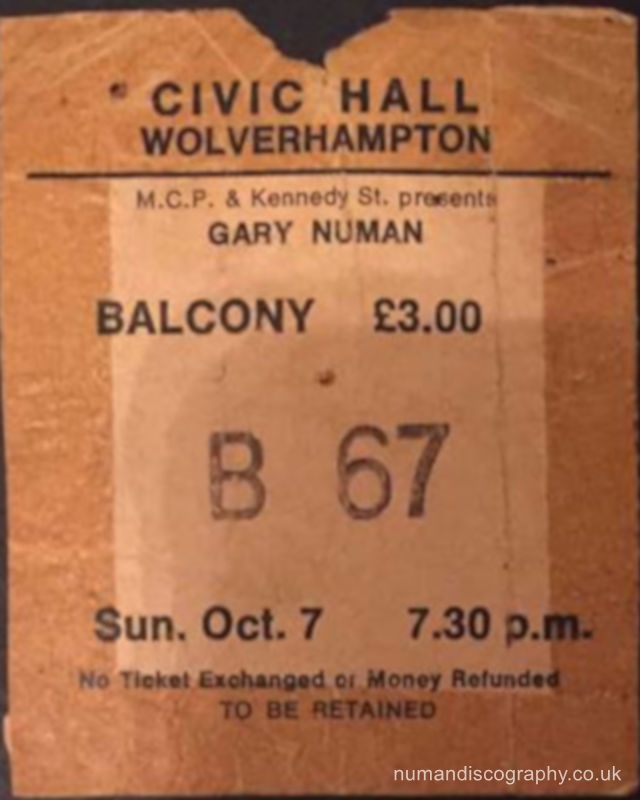 CIVIC HALL
WOLVERHAMPTON
M.C.P. & Kennedy St. presents
GARY NUMAN
BALCONY £3.00
B 67
Sun. Oct. 7 7.30 p.m.
No Ticket Exchanged or Money Refunded
TO BE RETAINED
numandiscography.co.uk